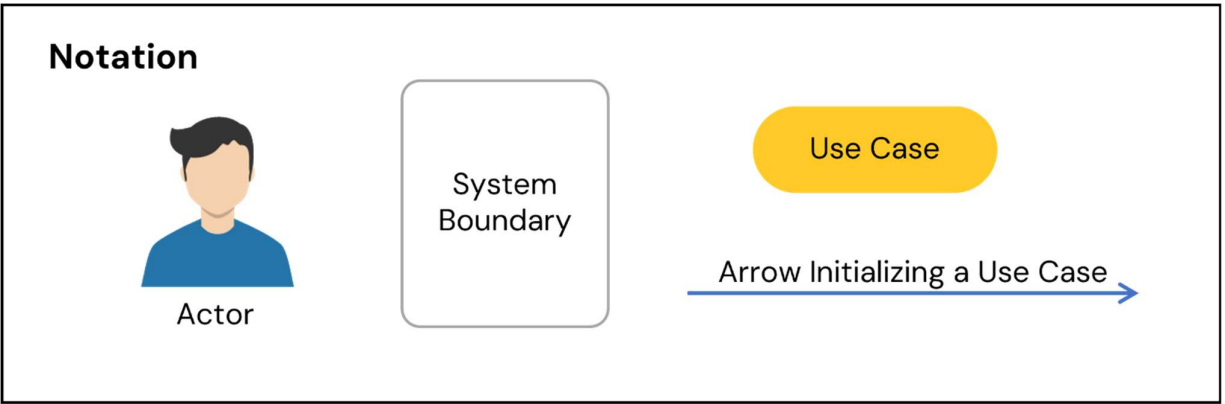 Notation
Actor
System
Boundary
Use Case
Arrow Initializing a Use Case